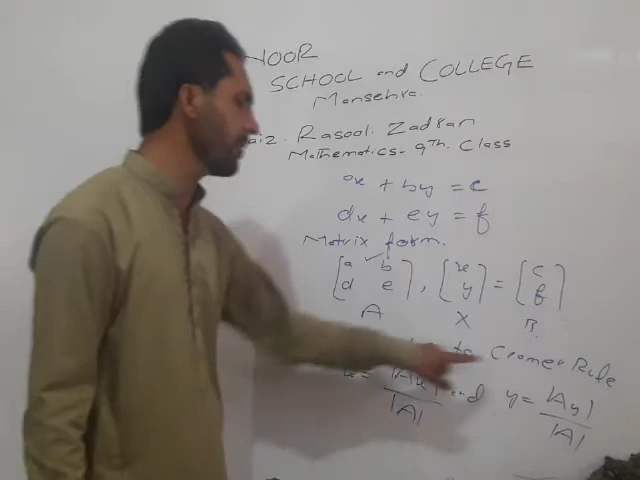 NOOR
SCHOOL and COLLEGE
Mansehra.
Rasool. Zadran
Mathematics. 9th. Class
ax + by = c
dx + ey = f
Matrix form.
[a b
d e], [x
y] = [c
f]
A X B
to Cramer Rule
x = |Ax| / |A| and y = |Ay| / |A|